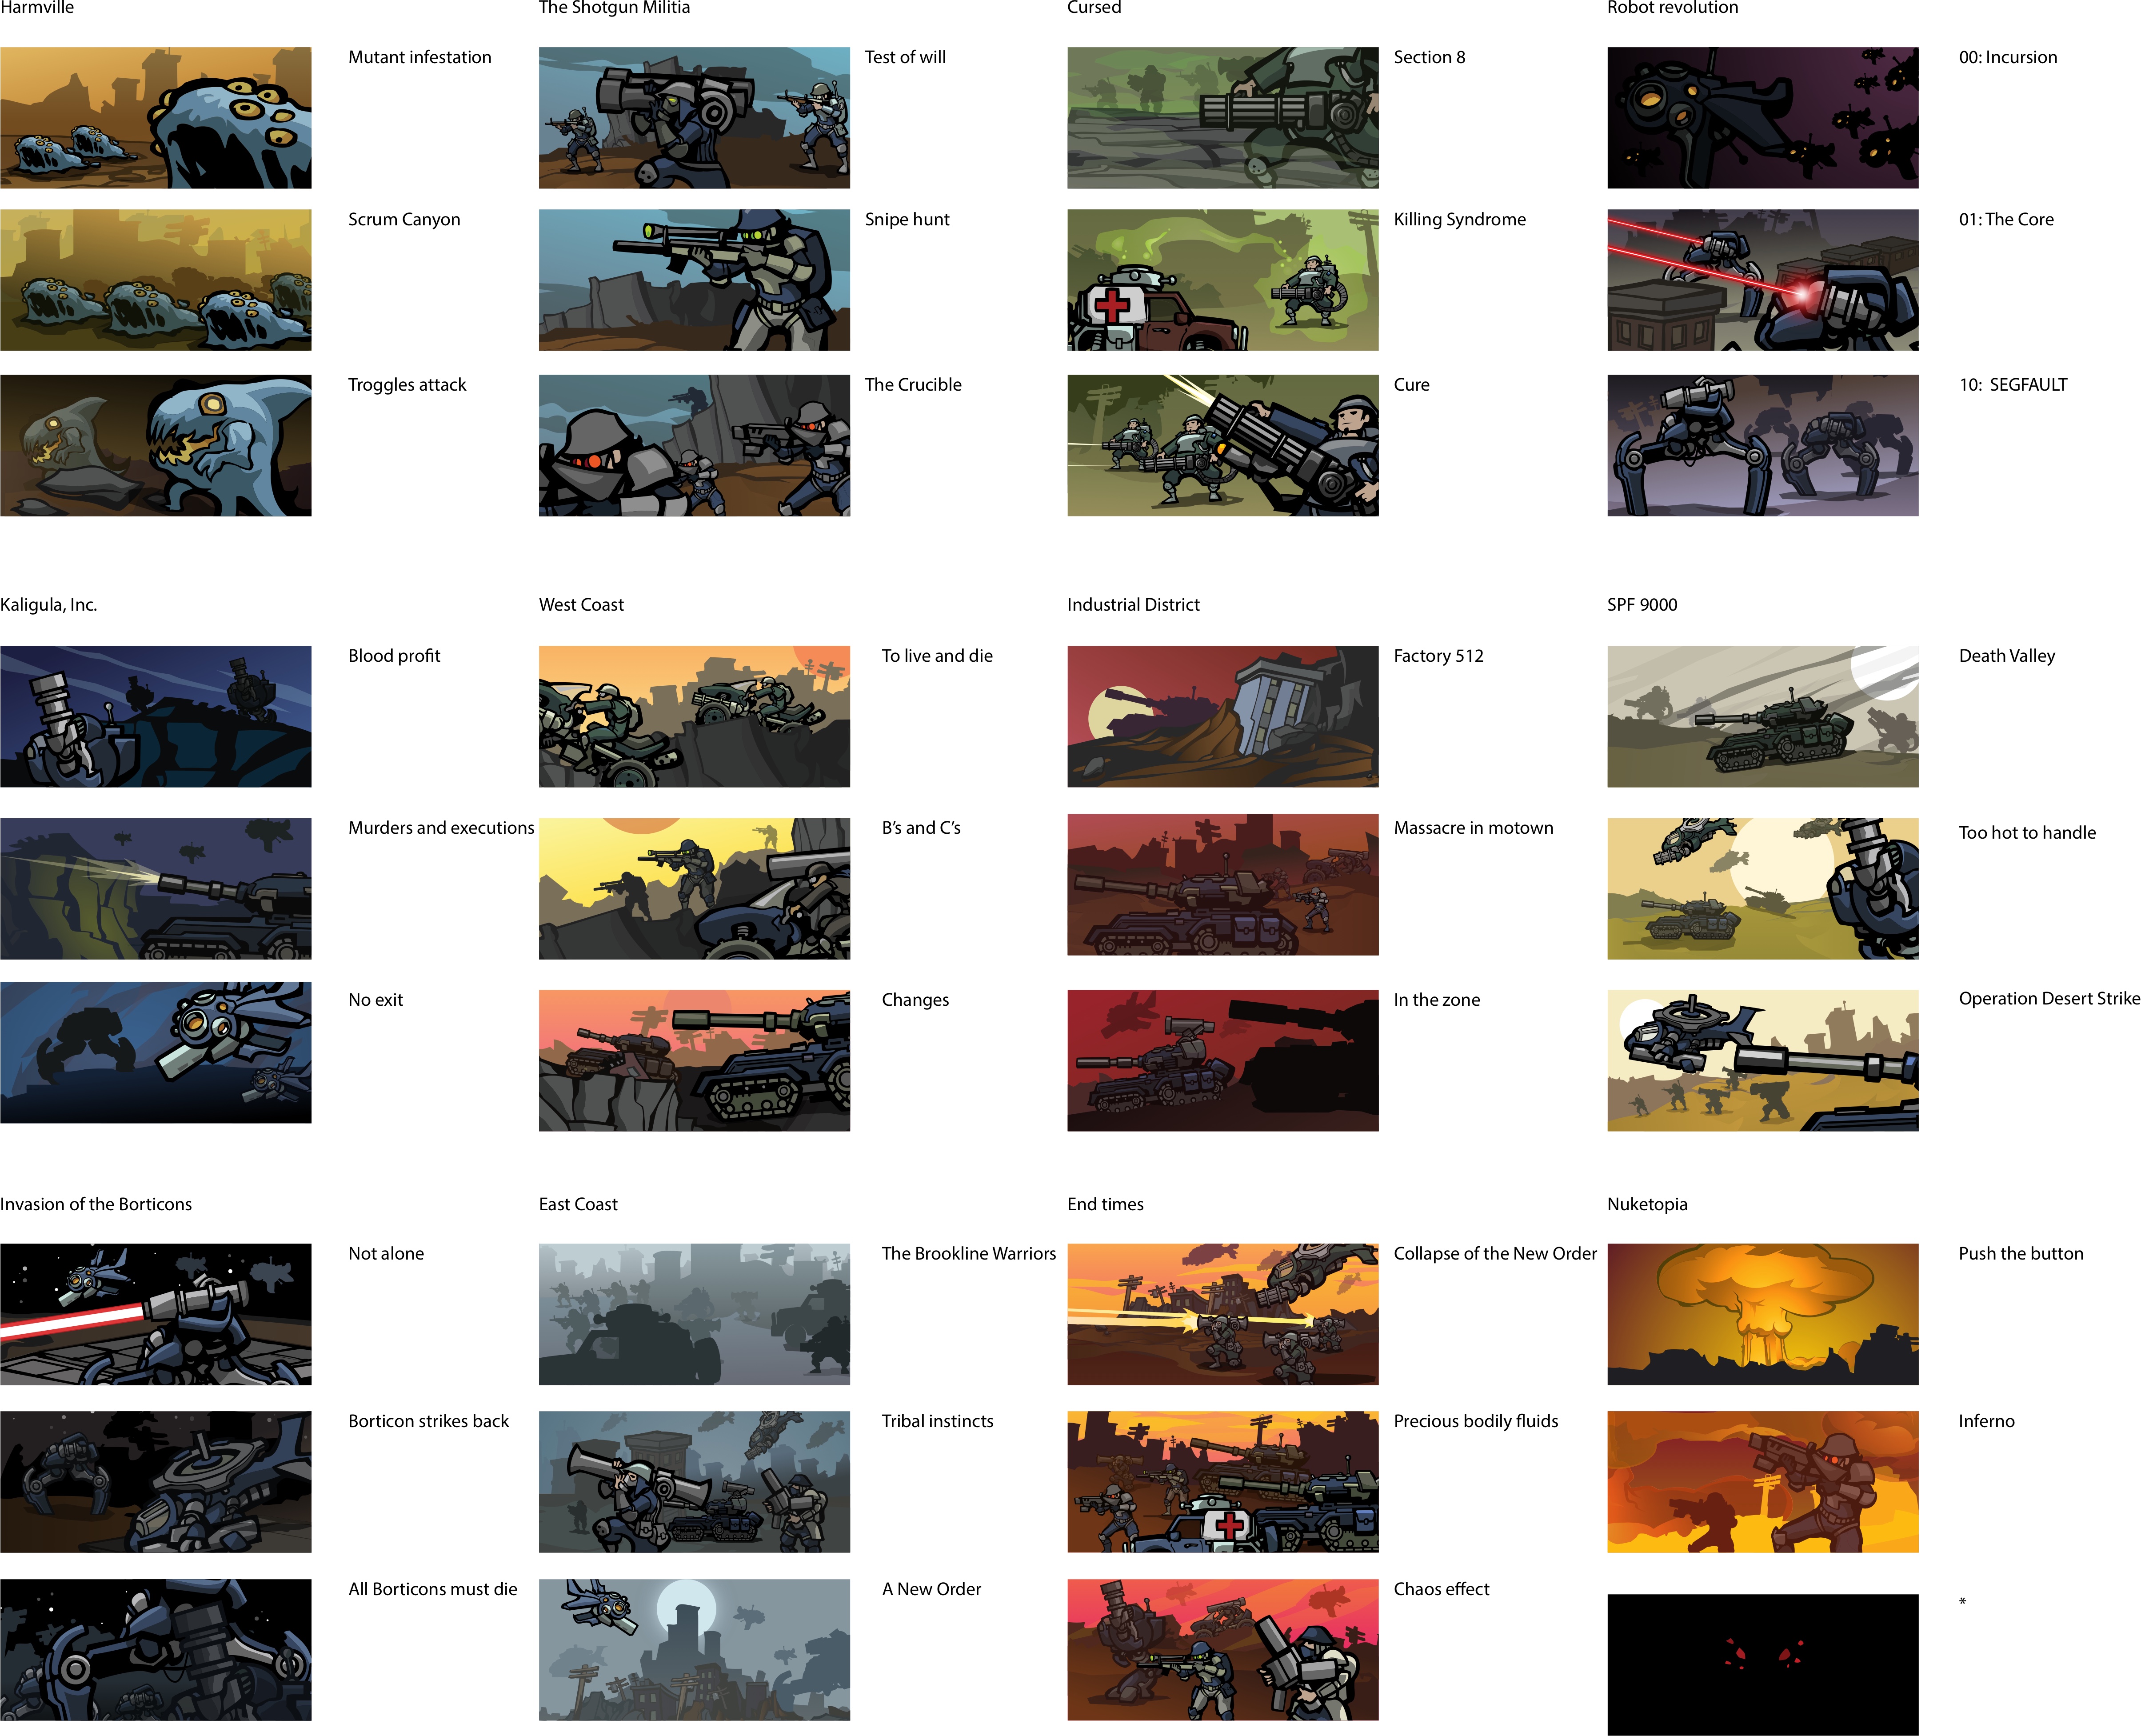 Harmville
Mutant infestation
Scrum Canyon
Troggles attack
The Shotgun Militia
Test of will
Snipe hunt
The Crucible
Cursed
Section 8
Killing Syndrome
Cure
Robot revolution
00: Incursion
01: The Core
10:  SEGFAULT
Kaligula, Inc.
Blood profit
Murders and executions
No exit
West Coast
To live and die
B’s and C’s
Changes
Industrial District
Factory 512
Massacre in motown
In the zone
SPF 9000
Death Valley
Too hot to handle
Operation Desert Strike
Invasion of the Borticons
Not alone
Borticon strikes back
All Borticons must die
East Coast
The Brookline Warriors
Tribal instincts
A New Order
End times
Collapse of the New Order
Precious bodily fluids
Chaos effect
Nuketopia
Push the button
Inferno
*